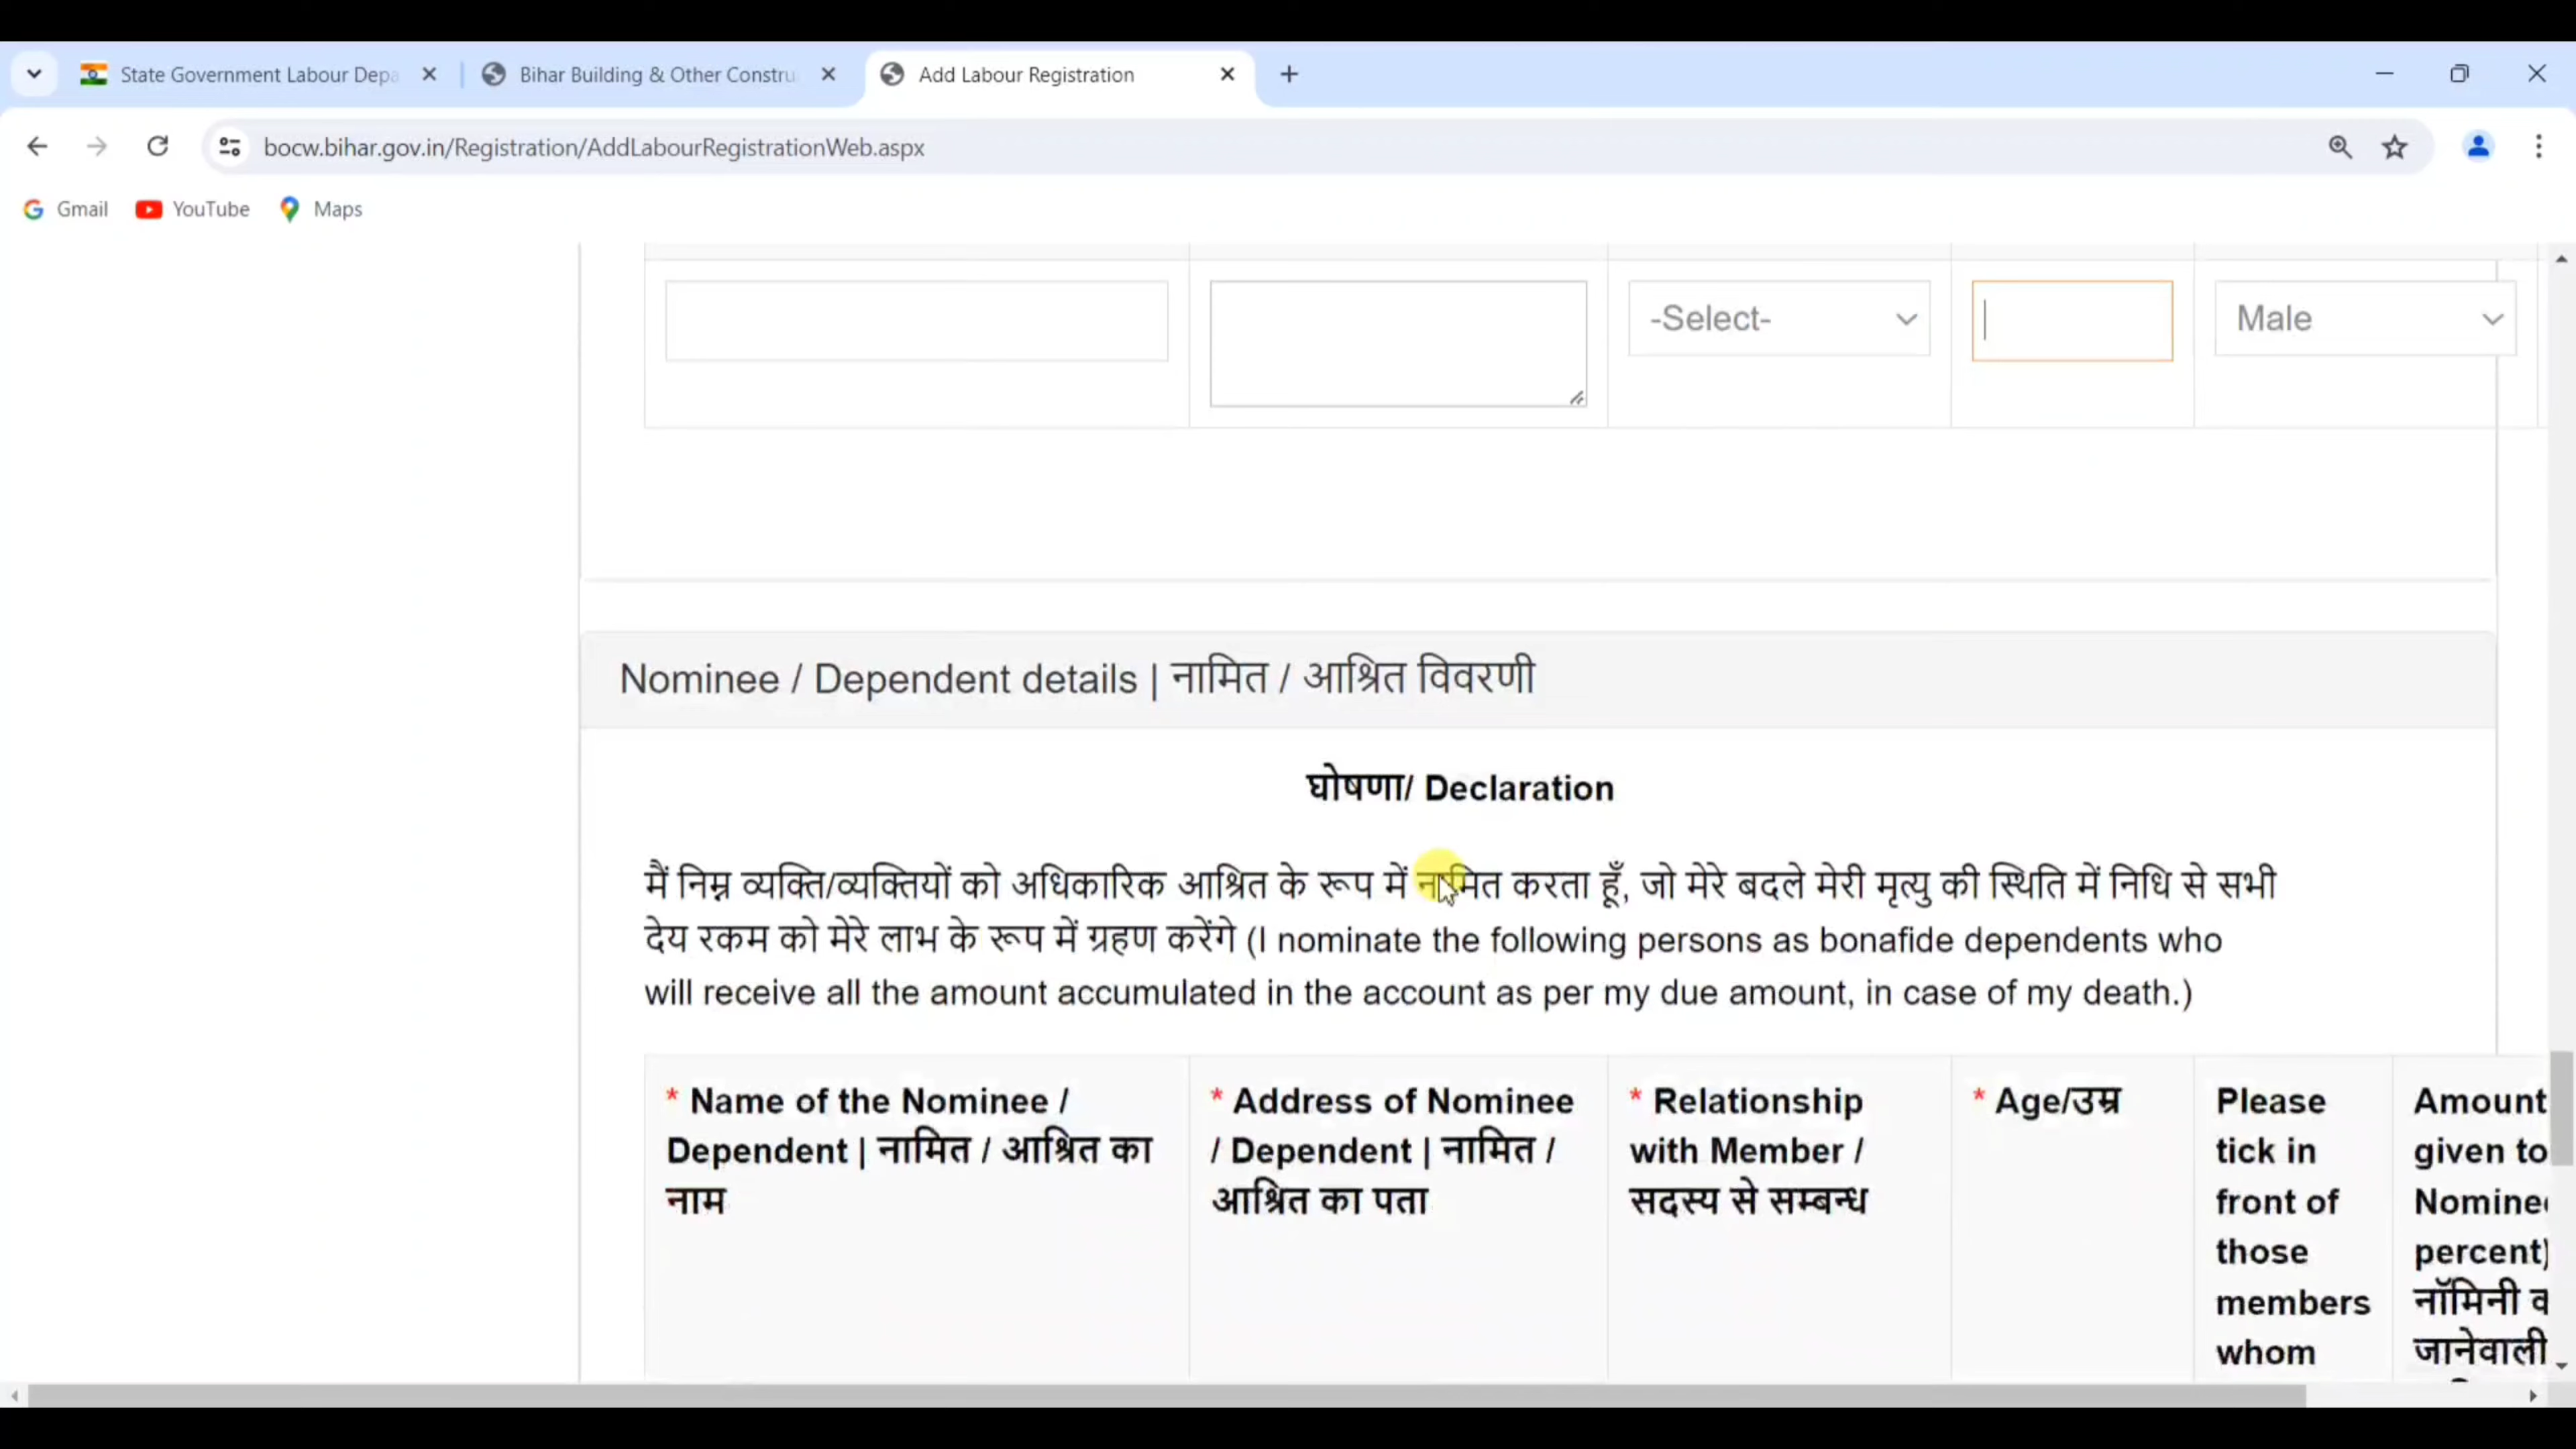 State Government Labour Depa
Bihar Building & Other Constru
Add Labour Registration
bocw.bihar.gov.in/Registration/AddLabourRegistrationWeb.aspx
Gmail YouTube Maps
-Select- Male
Nominee / Dependent details | नामित / आश्रित विवरणी
घोषणा/ Declaration
मैं निम्न व्यक्ति/व्यक्तियों को अधिकारिक आश्रित के रूप में नामित करता हूँ, जो मेरे बदले मेरी मृत्यु की स्थिति में निधि से सभी
देय रकम को मेरे लाभ के रूप में ग्रहण करेंगे (I nominate the following persons as bonafide dependents who
will receive all the amount accumulated in the account as per my due amount, in case of my death.)
* Name of the Nominee /
Dependent | नामित / आश्रित का
नाम
* Address of Nominee
/ Dependent | नामित /
आश्रित का पता
* Relationship
with Member /
सदस्य से सम्बन्ध
* Age/उम्र
Please
tick in
front of
those
members
whom
Amount
given to
Nomine
percent)
नॉमिनी
जानेवाली